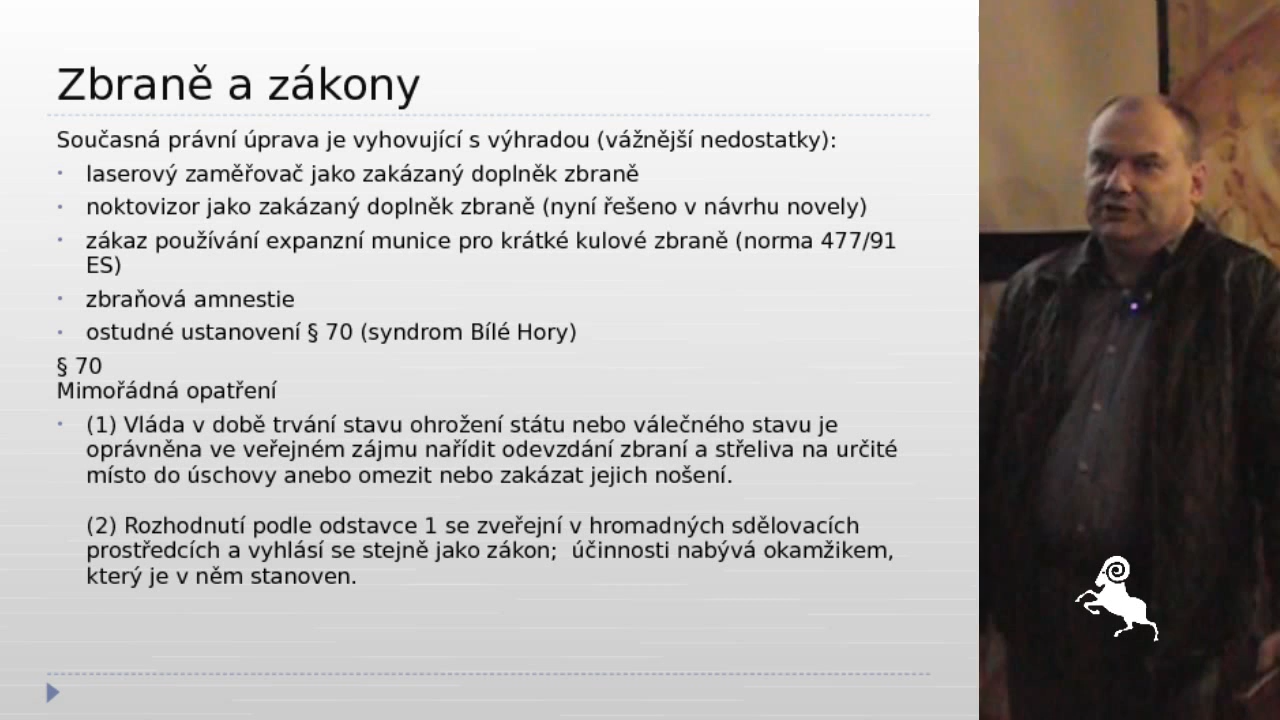 Zbraně a zákony
Současná právní úprava je vyhovující s výhradou (vážnější nedostatky):
laserový zaměřovač jako zakázaný doplněk zbraně
noktovizor jako zakázaný doplněk zbraně (nyní řešeno v návrhu novely)
zákaz používání expanzní munice pro krátké kulové zbraně (norma 477/91
ES)
zbraňová amnestie
ostudné ustanovení § 70 (syndrom Bílé Hory)
§ 70
Mimořádná opatření
(1) Vláda v době trvání stavu ohrožení státu nebo válečného stavu je
oprávněna ve veřejném zájmu nařídit odevzdání zbraní a střeliva na určité
místo do úschovy anebo omezit nebo zakázat jejich nošení.
(2) Rozhodnutí podle odstavce 1 se zveřejní v hromadných sdělovacích
prostředcích a vyhlásí se stejně jako zákon;  účinnosti nabývá okamžikem,
který je v něm stanoven.